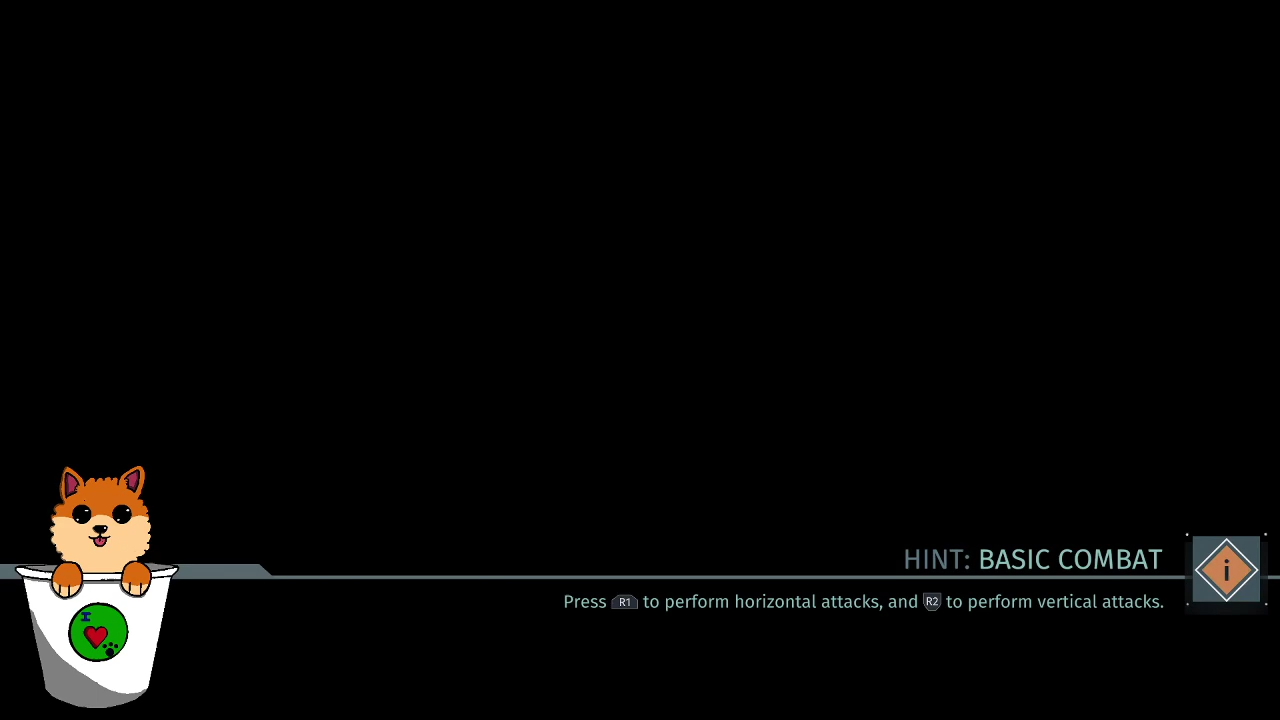 HINT: BASIC COMBAT
Press R1 to perform horizontal attacks, and R2 to perform vertical attacks.
i
I